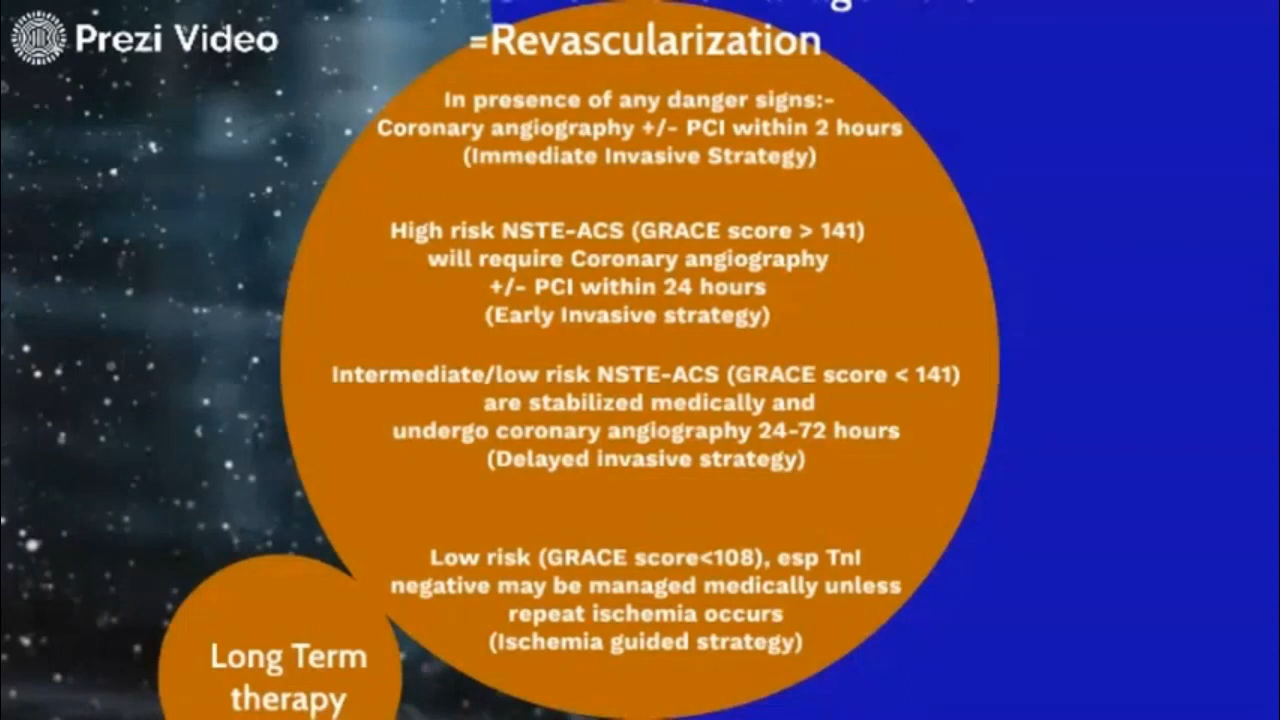 Prezi Video
=Revascularization
In presence of any danger signs:-
Coronary angiography +/- PCI within 2 hours
(Immediate Invasive Strategy)
High risk NSTE-ACS (GRACE score > 141)
will require Coronary angiography
+/- PCI within 24 hours
(Early Invasive strategy)
Intermediate/low risk NSTE-ACS (GRACE score < 141)
are stabilized medically and
undergo coronary angiography 24-72 hours
(Delayed invasive strategy)
Low risk (GRACE score<108), esp TnI
negative may be managed medically unless
repeat ischemia occurs
(Ischemia guided strategy)
Long Term
therapy